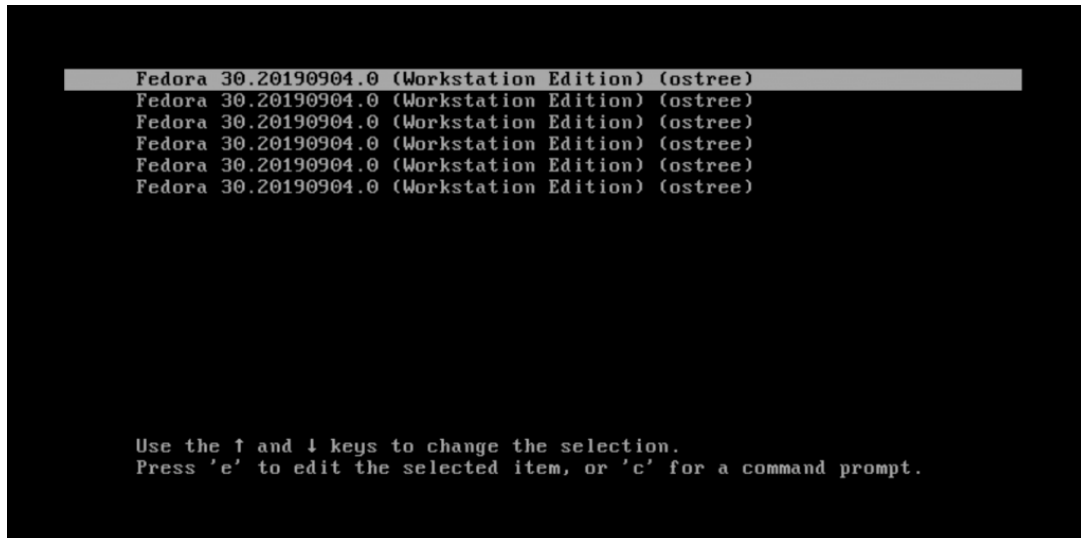 Fedora 30.20190904.0 (Workstation Edition) (ostree)
Fedora 30.20190904.0 (Workstation Edition) (ostree)
Fedora 30.20190904.0 (Workstation Edition) (ostree)
Fedora 30.20190904.0 (Workstation Edition) (ostree)
Fedora 30.20190904.0 (Workstation Edition) (ostree)
Fedora 30.20190904.0 (Workstation Edition) (ostree)
Use the ↑ and ↓ keys to change the selection.
Press 'e' to edit the selected item, or 'c' for a command prompt.